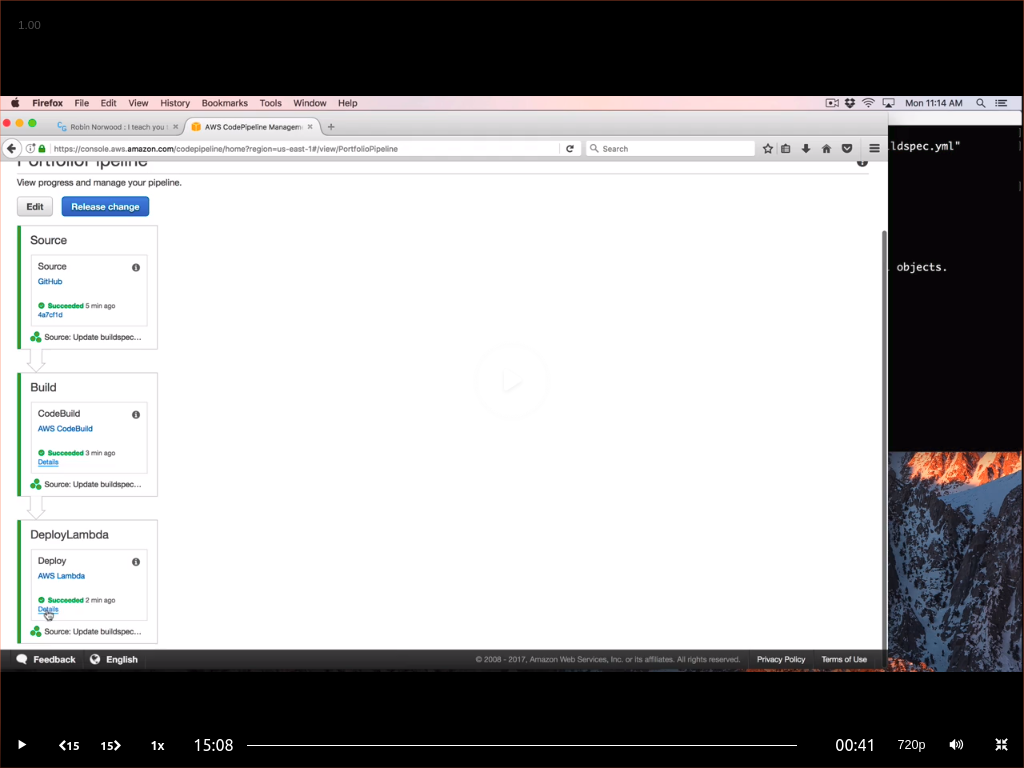 1.00
Firefox File Edit View History Bookmarks Tools Window Help Mon 11:14 AM
Robin Norwood : I teach you
AWS CodePipeline Managem
https://console.aws.amazon.com/codepipeline/home?region=us-east-1#/view/PortfolioPipeline
Search
ldspec.yml"
PortfolioPipeline
View progress and manage your pipeline.
Edit
Release change
objects.
Source
Source
GitHub
Succeeded 5 min ago
4a7cf1d
Source: Update buildspec...
Build
CodeBuild
AWS CodeBuild
Succeeded 3 min ago
Details
Source: Update buildspec...
DeployLambda
Deploy
AWS Lambda
Succeeded 2 min ago
Details
Source: Update buildspec...
Feedback English © 2008 - 2017, Amazon Web Services, Inc. or its affiliates. All rights reserved. Privacy Policy Terms of Use
15 15 1x 15:08 00:41 720p